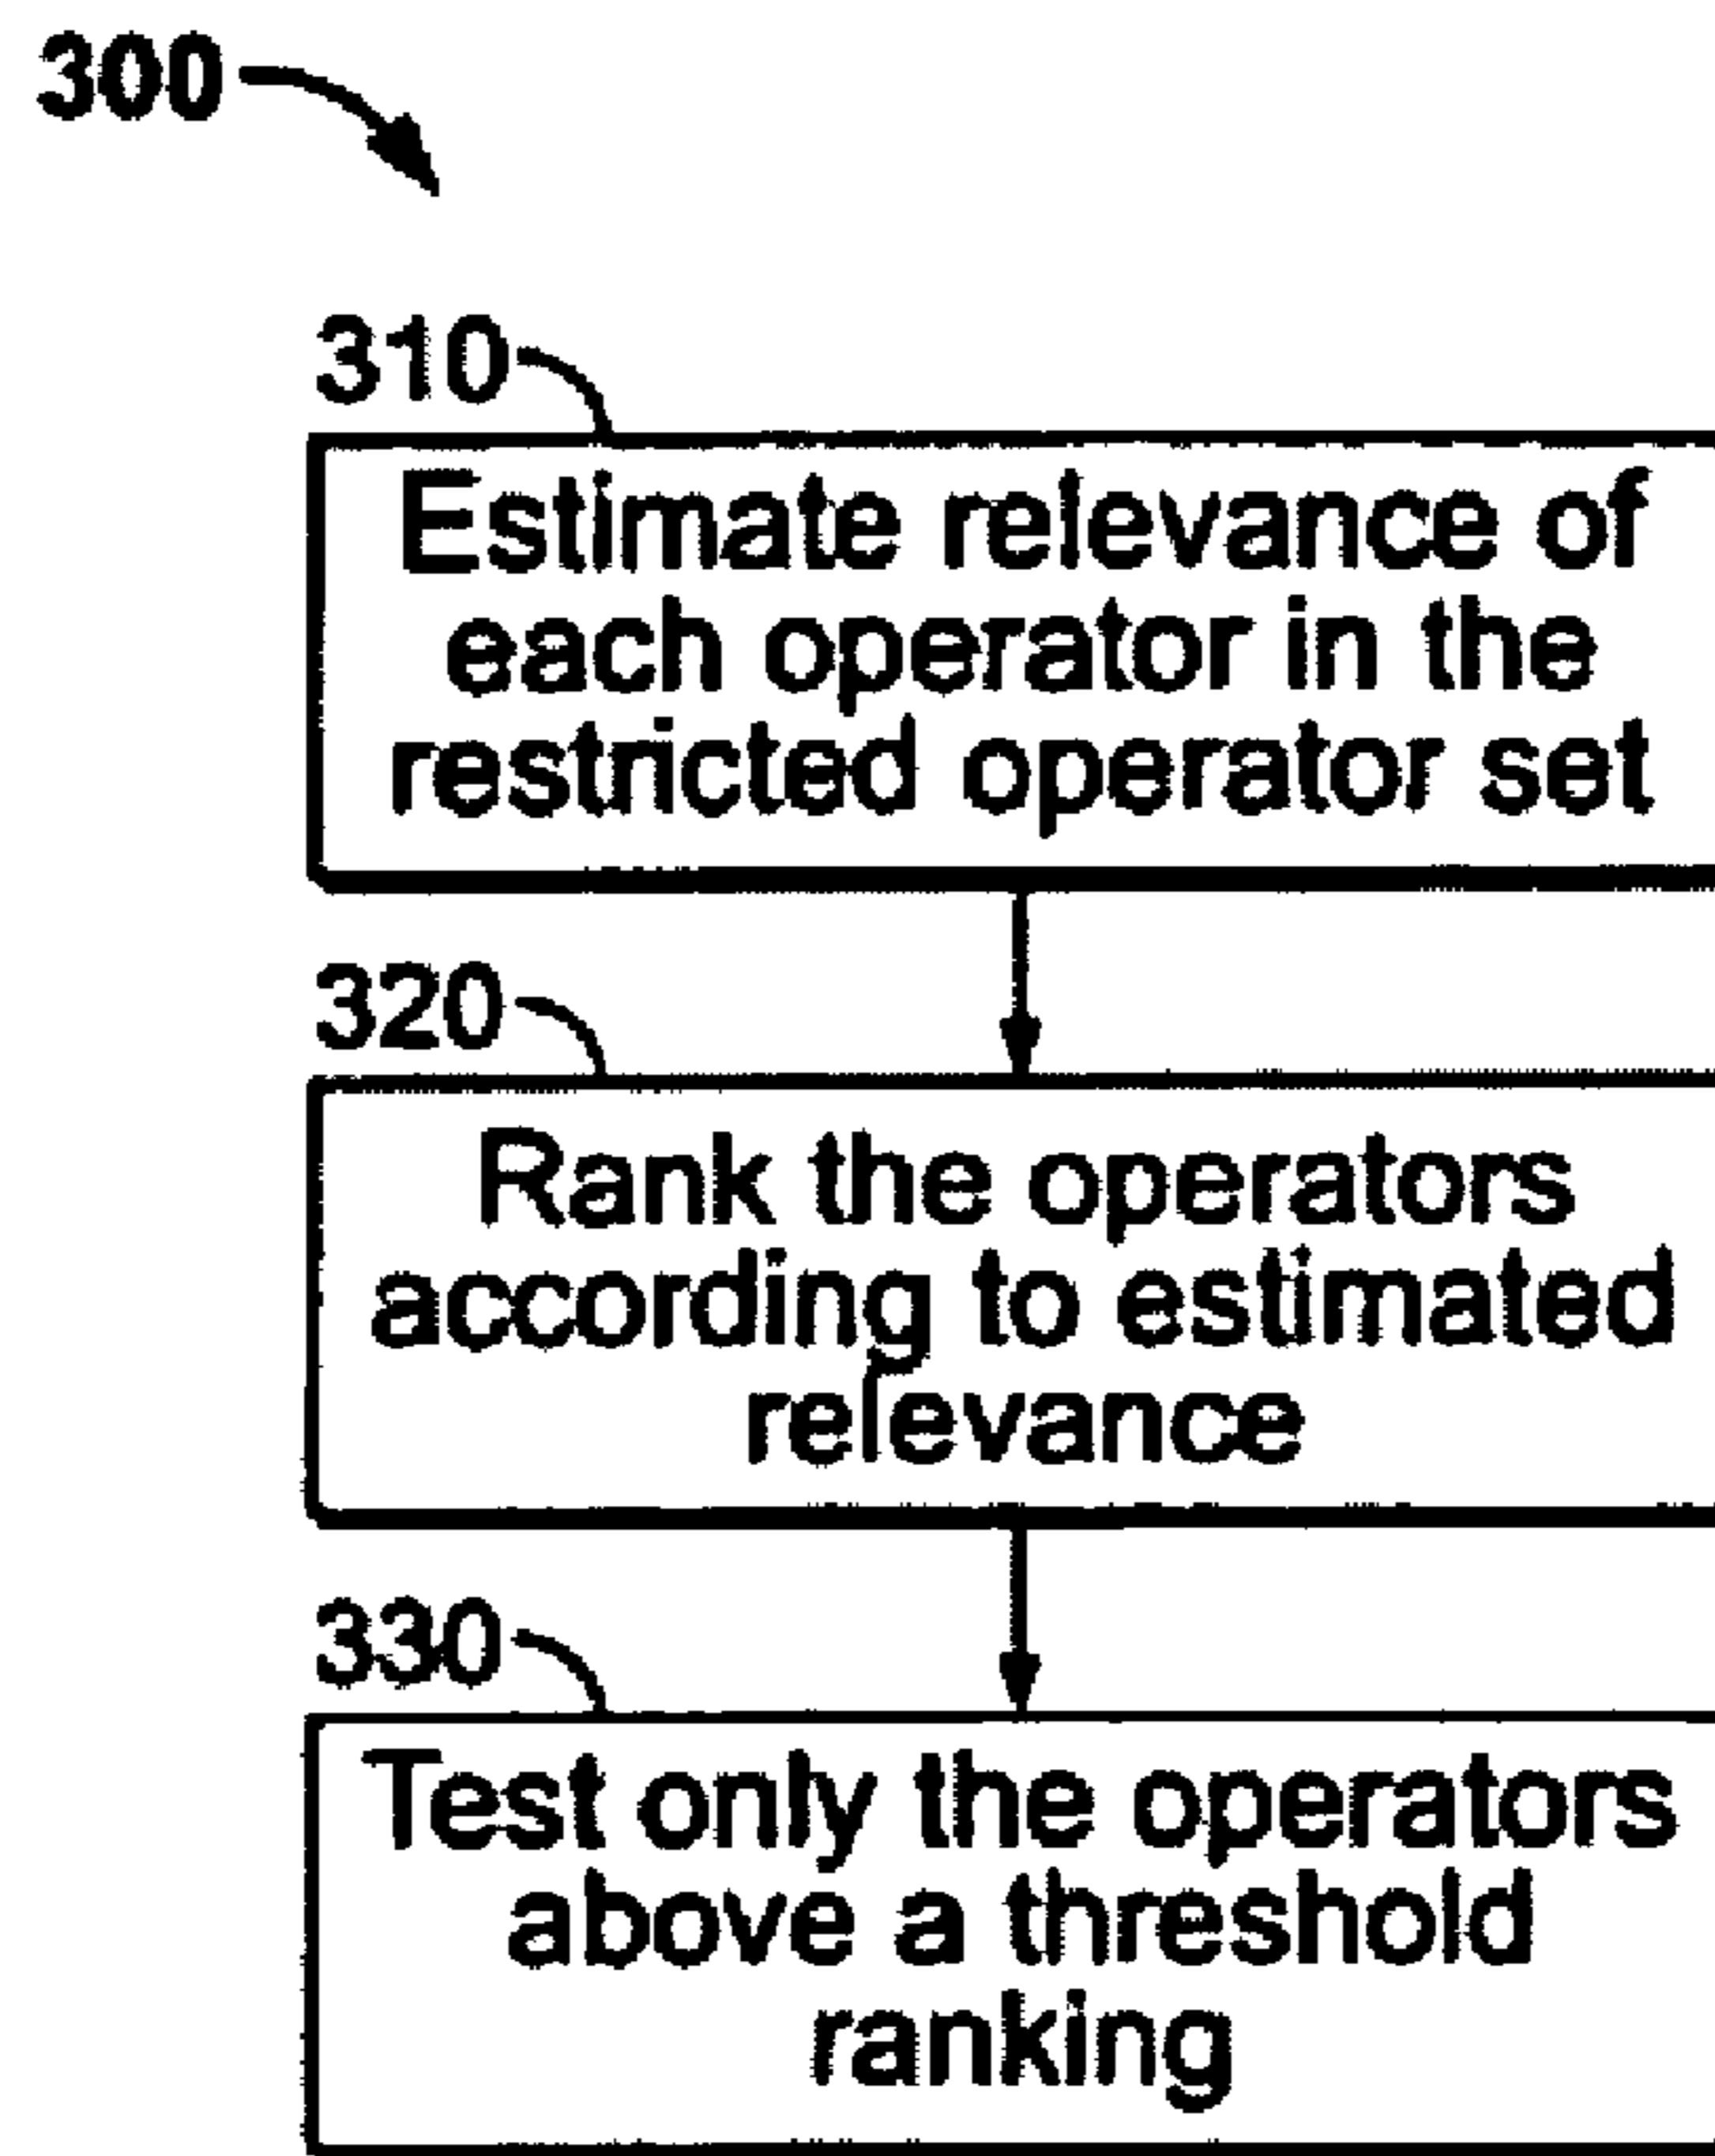 300
310
Estimate relevance of
each operator in the
restricted operator set
320
Rank the operators
according to estimated
relevance
330
Test only the operators
above a threshold
ranking